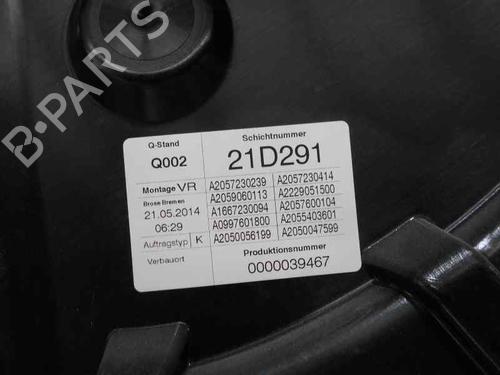 B-PARTS
Q-Stand
Schichtnummer
Q002
21D291
Montage VR
A2057230239 A2057230414
Brose Bremen
A2059060113 A2229051500
21.05.2014
A1667230094 A2057600104
06:29
A0997601800 A2055403601
Auftragstyp K
A2050056199 A2050047599
Verbauort
Produktionsnummer
0000039467